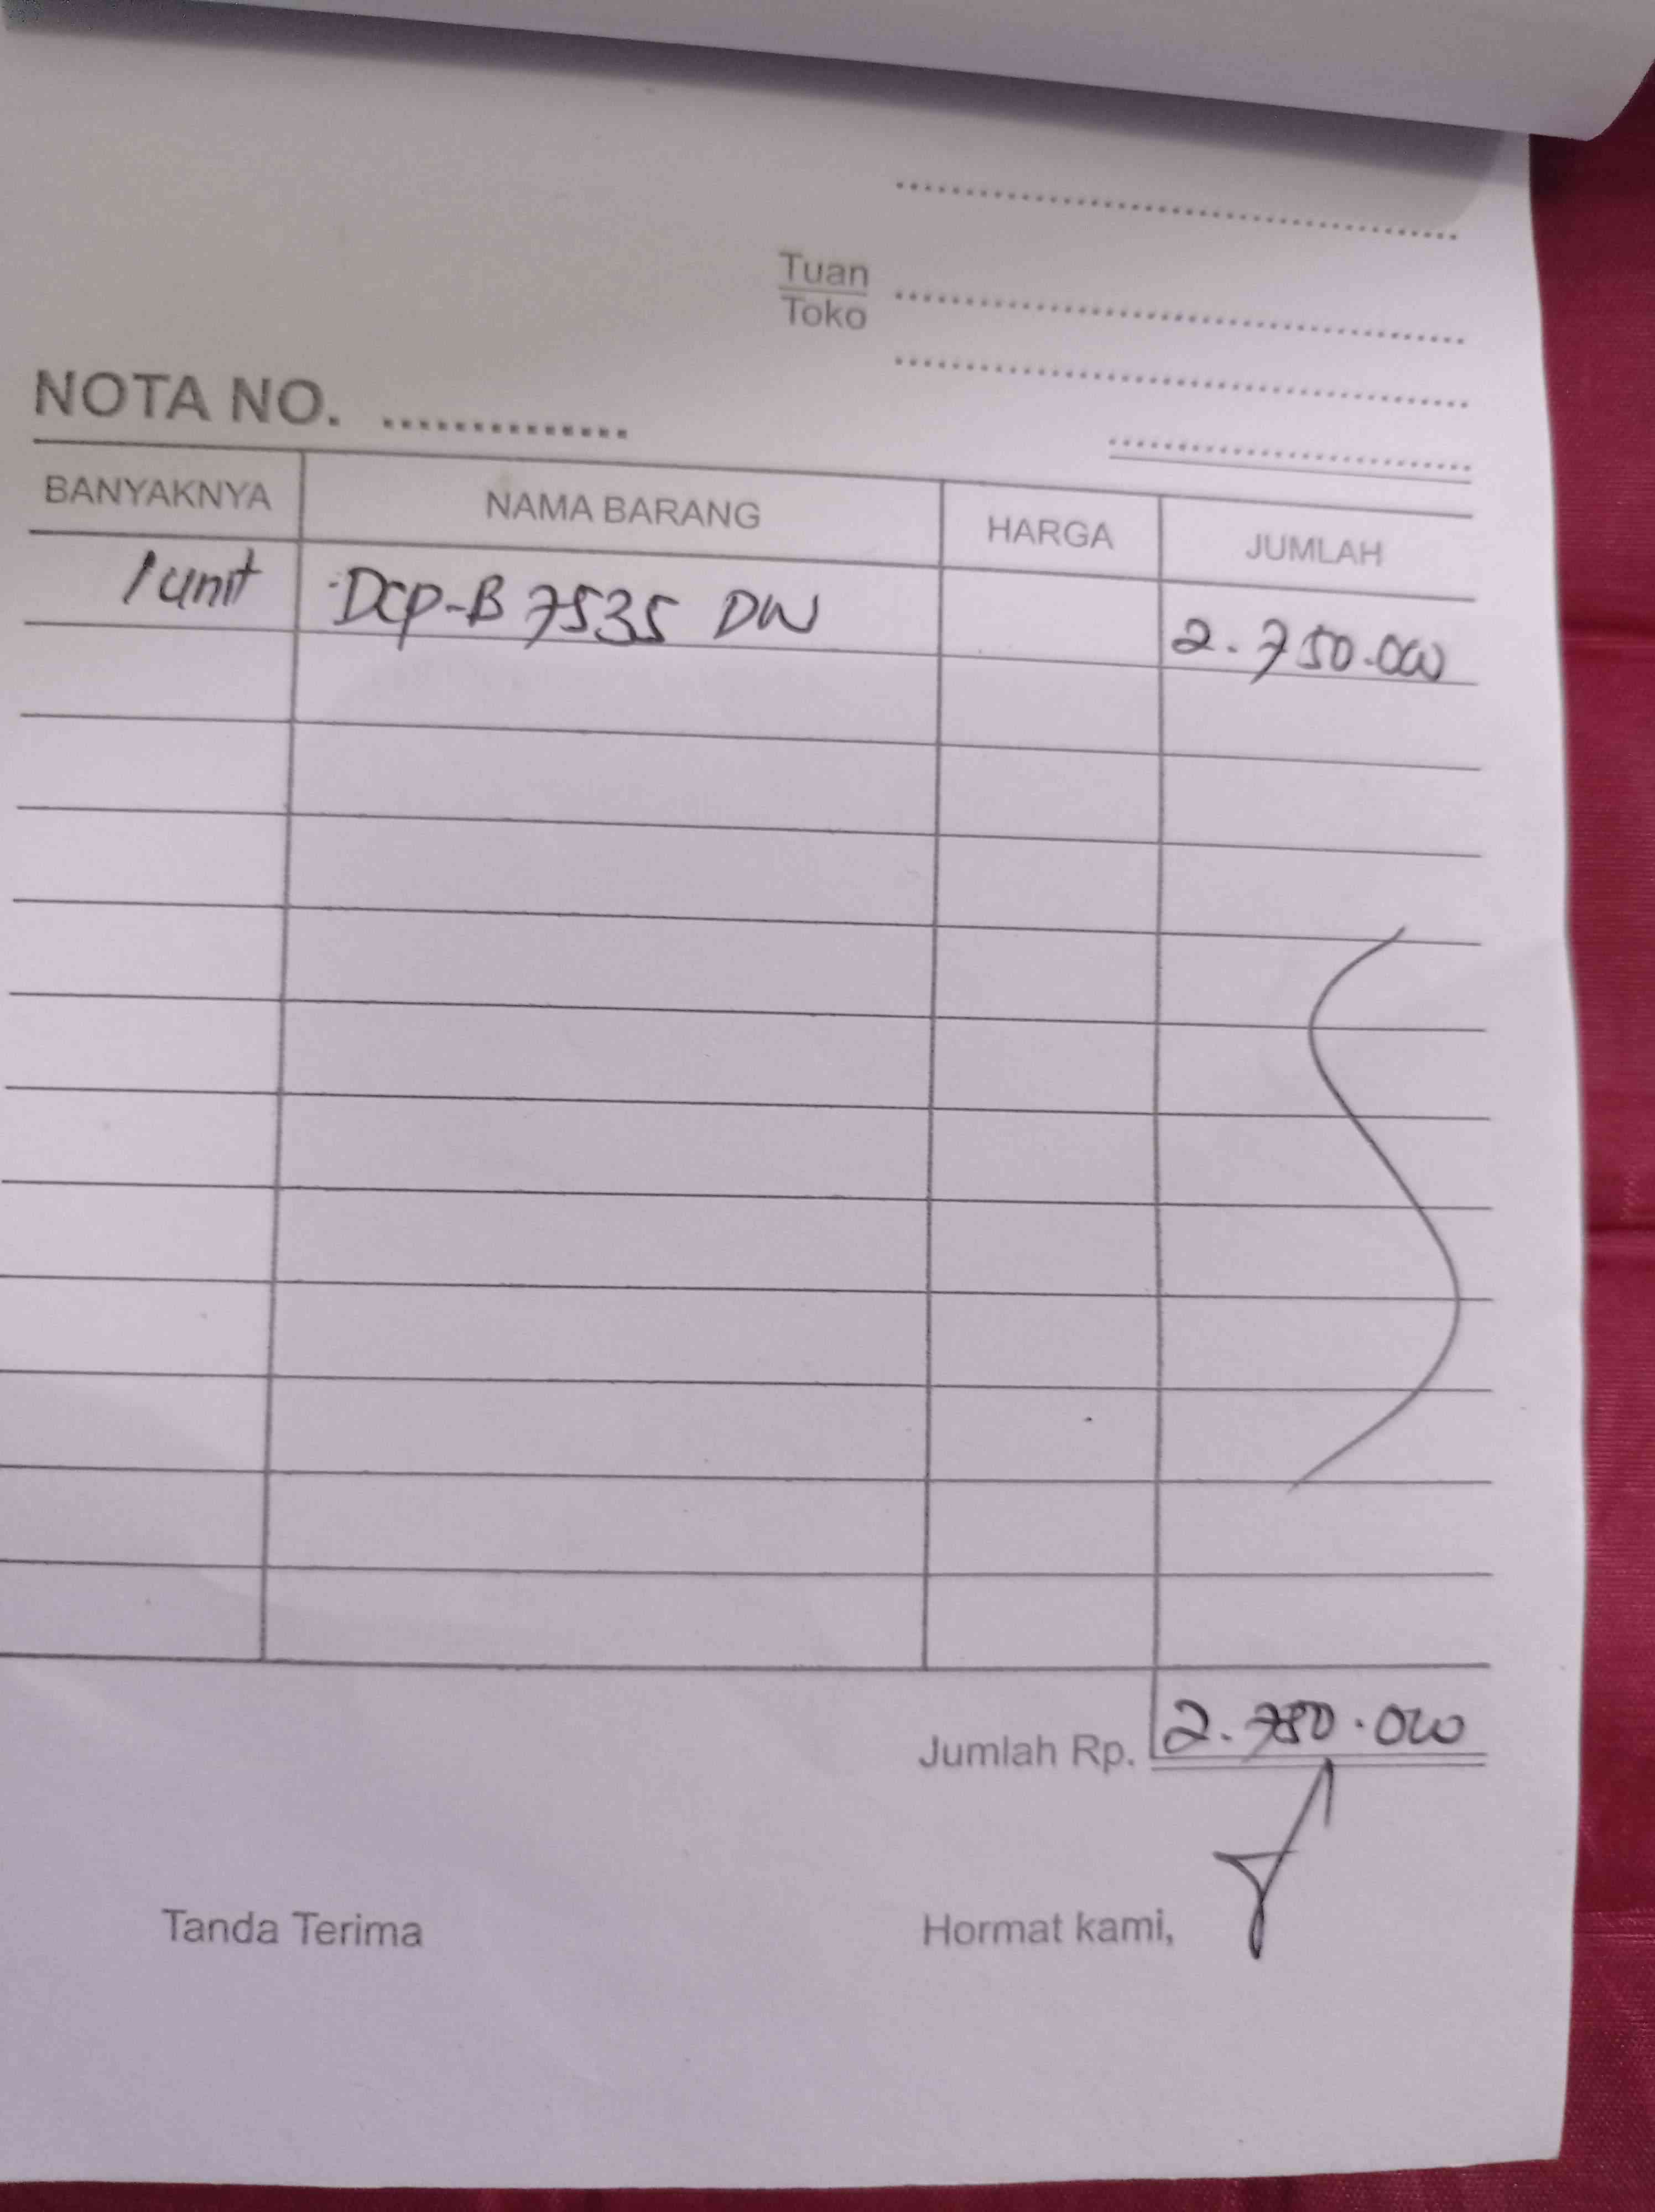 Tuan
Toko
NOTA NO. ..............
BANYAKNYA NAMA BARANG HARGA JUMLAH
1 unit DCP-B 7535 DW 2.750.000
Jumlah Rp. 2.750.000
Tanda Terima Hormat kami,